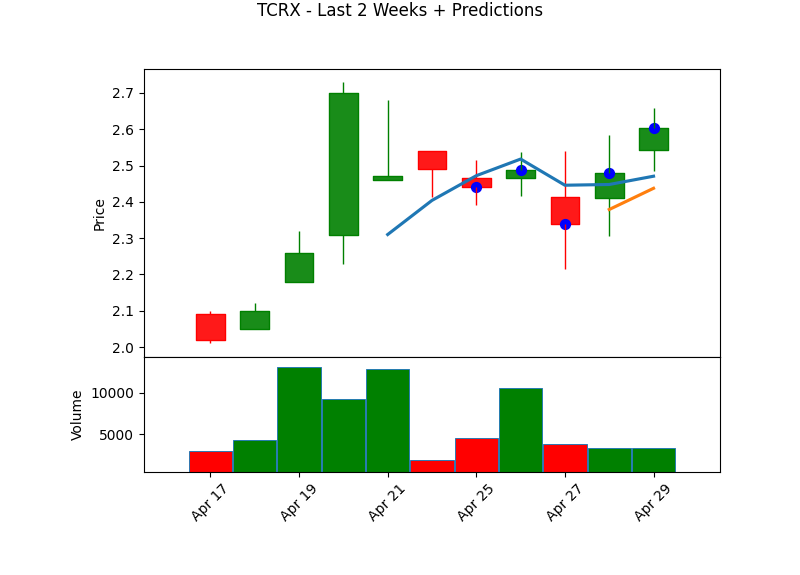 TCRX - Last 2 Weeks + Predictions
2.7
2.6
2.5
2.4
2.3
2.2
2.1
2.0
Price
10000
5000
Volume
Apr 17
Apr 19
Apr 21
Apr 25
Apr 27
Apr 29